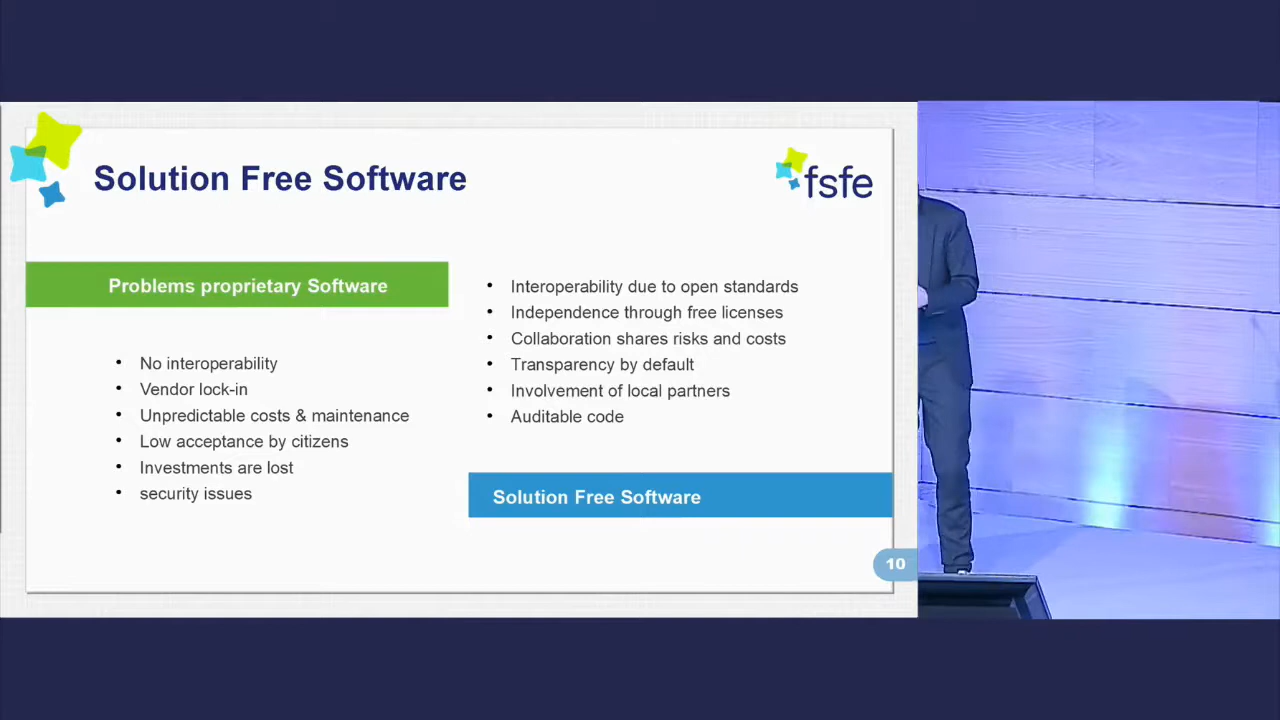 Solution Free Software
fsfe
Problems proprietary Software
• No interoperability
• Vendor lock-in
• Unpredictable costs & maintenance
• Low acceptance by citizens
• Investments are lost
• security issues
• Interoperability due to open standards
• Independence through free licenses
• Collaboration shares risks and costs
• Transparency by default
• Involvement of local partners
• Auditable code
Solution Free Software
10